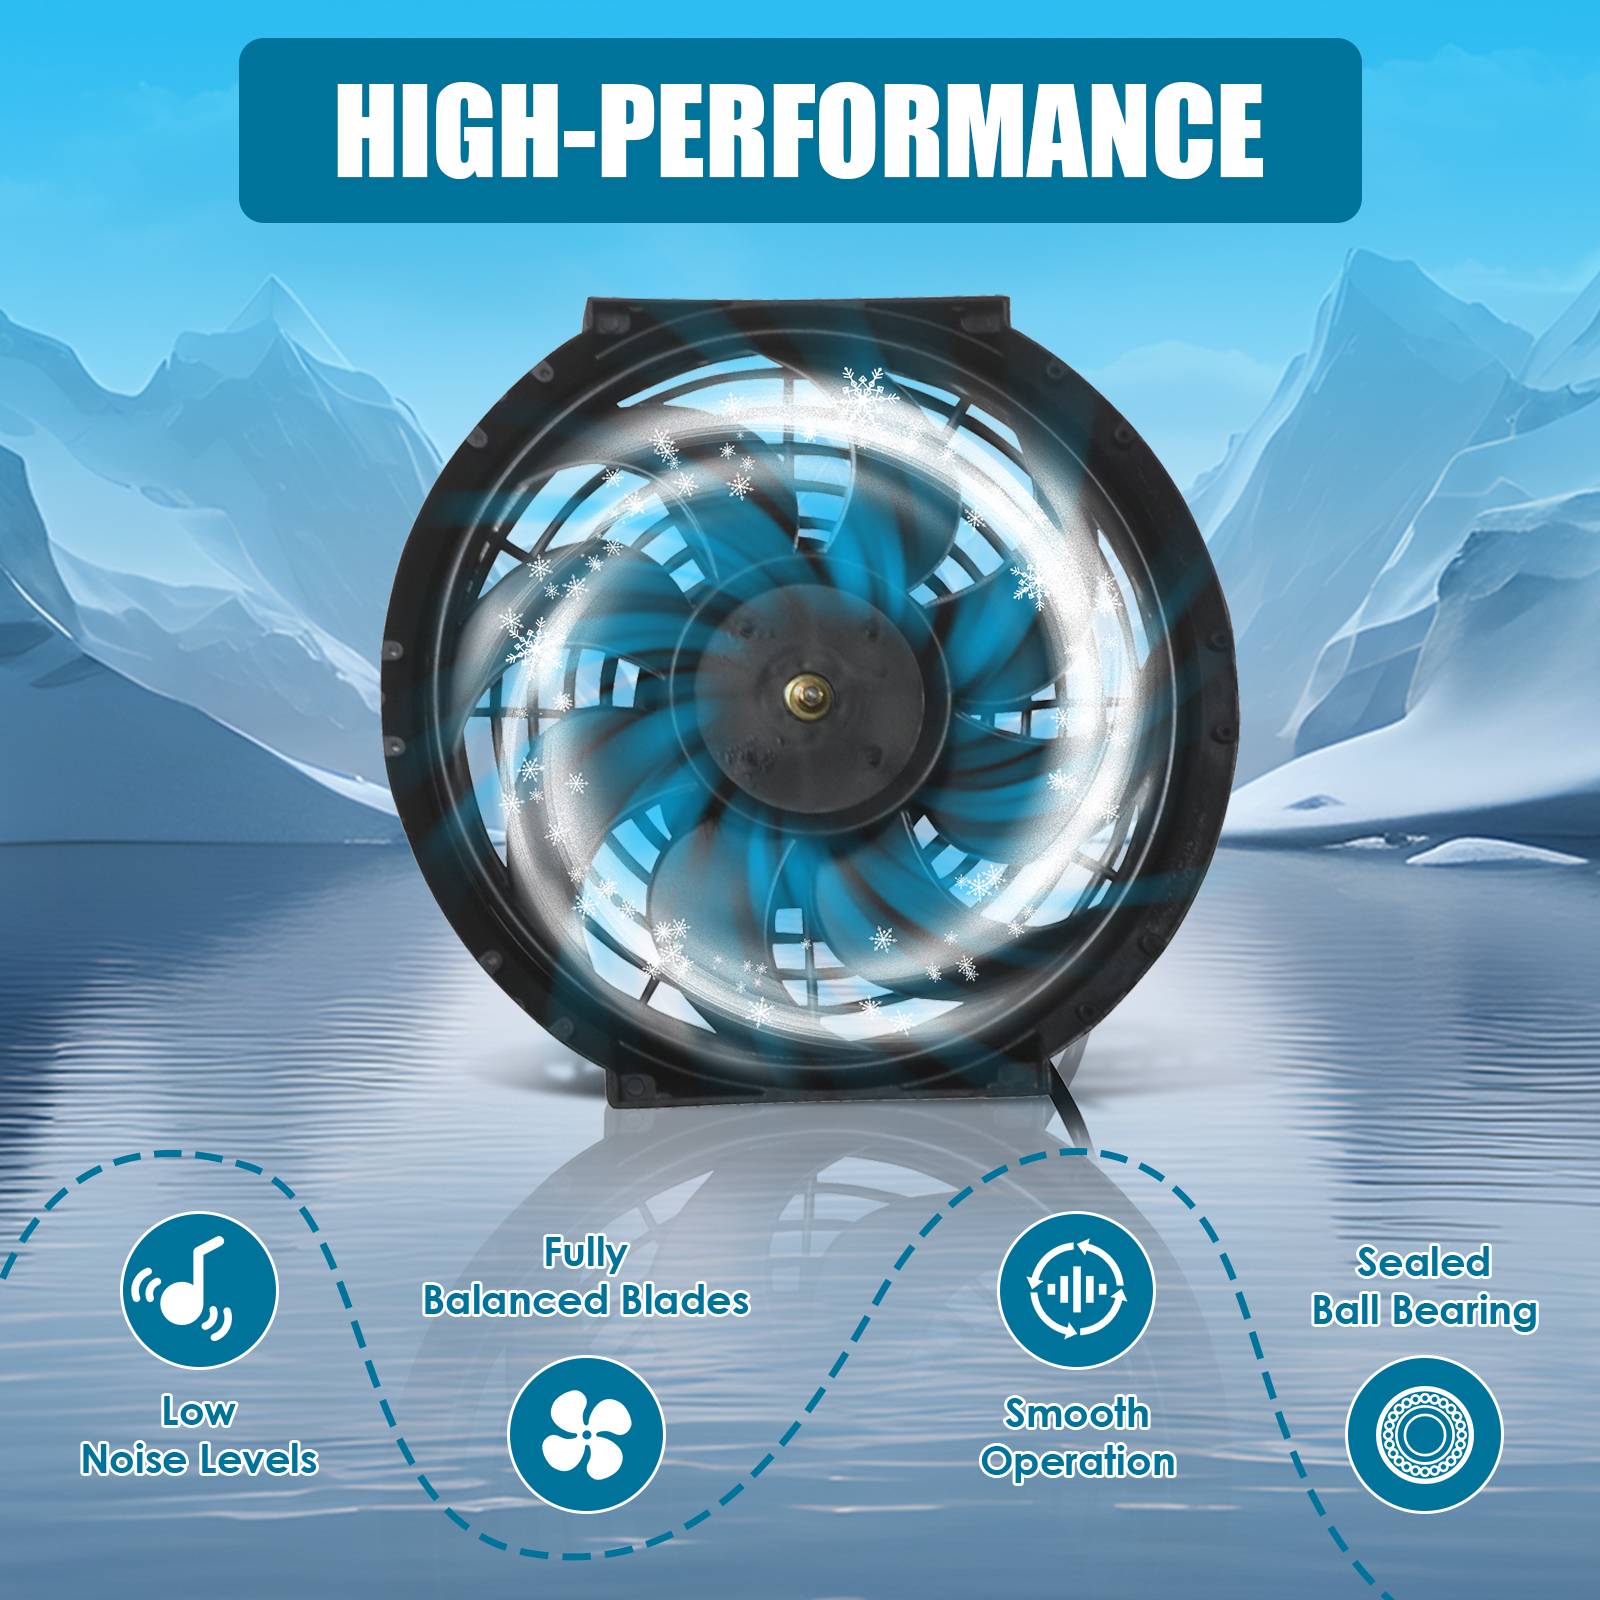 HIGH-PERFORMANCE
Low
Noise Levels
Fully
Balanced Blades
Smooth
Operation
Sealed
Ball Bearing